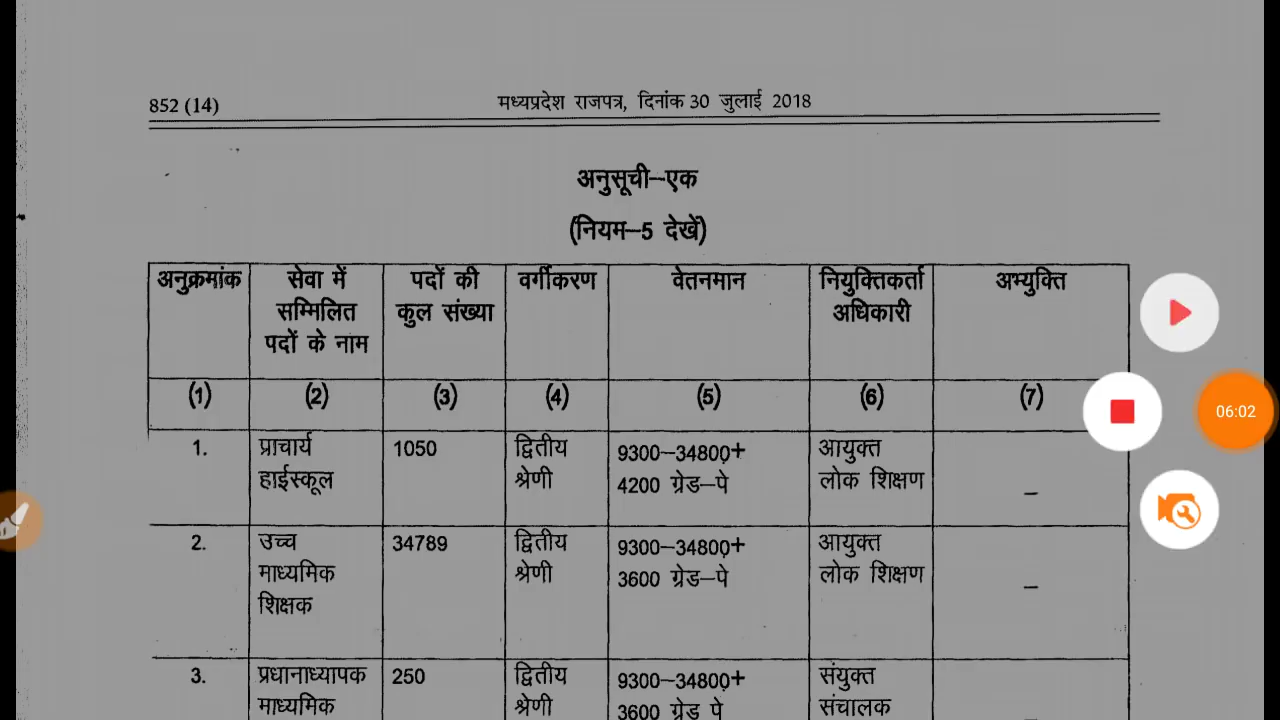 852 (14)
मध्यप्रदेश राजपत्र, दिनांक 30 जुलाई 2018
अनुसूची–एक
(नियम–5 देखें)
अनुक्रमांक
सेवा में
सम्मिलित
पदों के नाम
पदों की
कुल संख्या
वर्गीकरण
वेतनमान
नियुक्तिकर्ता
अधिकारी
अभ्युक्ति
(1)
(2)
(3)
(4)
(5)
(6)
(7)
1.
प्राचार्य
हाईस्कूल
1050
द्वितीय
श्रेणी
9300–34800+
4200 ग्रेड–पे
आयुक्त
लोक शिक्षण
–
2.
उच्च
माध्यमिक
शिक्षक
34789
द्वितीय
श्रेणी
9300–34800+
3600 ग्रेड–पे
आयुक्त
लोक शिक्षण
–
3.
प्रधानाध्यापक
माध्यमिक
250
द्वितीय
श्रेणी
9300–34800+
3600 ग्रेड पे
संयुक्त
संचालक
06:02